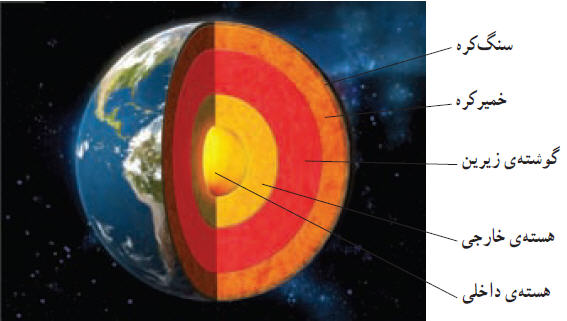 سنگ‌کره
خمیرکره
گوشته‌ی زیرین
هسته‌ی خارجی
هسته‌ی داخلی